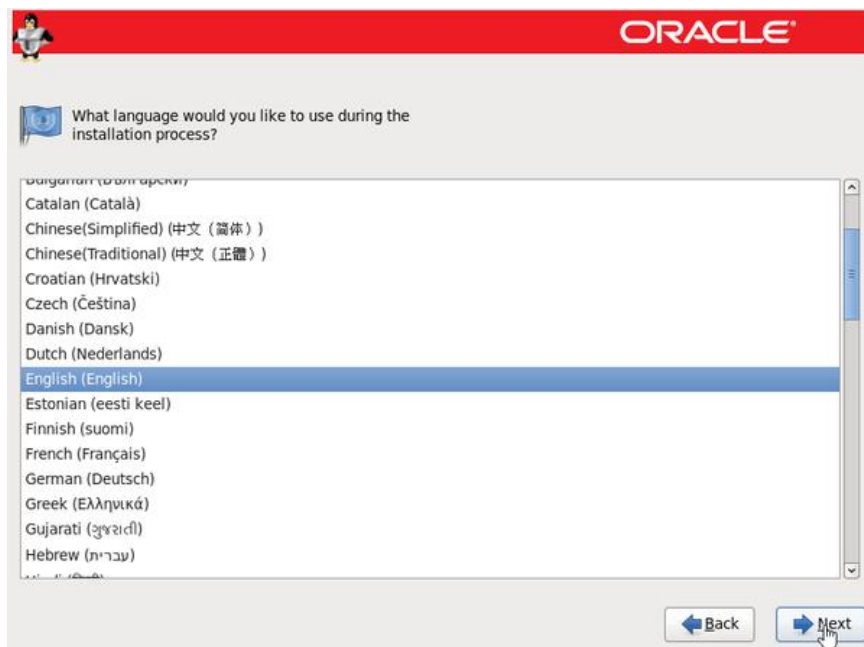 ORACLE
What language would you like to use during the
installation process?
Catalan (Català)
Chinese(Simplified) (中文（简体）)
Chinese(Traditional) (中文（正體）)
Croatian (Hrvatski)
Czech (Čeština)
Danish (Dansk)
Dutch (Nederlands)
English (English)
Estonian (eesti keel)
Finnish (suomi)
French (Français)
German (Deutsch)
Greek (Ελληνικά)
Gujarati (ગુજરાતી)
Hebrew (עברית)
Back
Next